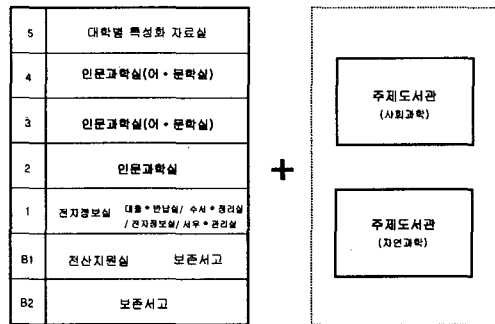 5 대학별 특성화 자료실
4 인문과학실(어•문학실)
3 인문과학실(어•문학실)
2 인문과학실
1 전자정보실 대출•반납실/ 수서•정리실
/ 전자정보실/ 서우•관리실
B1 전산지원실 보존서고
B2 보존서고
+
주제도서관
(사회과학)
주제도서관
(자연과학)